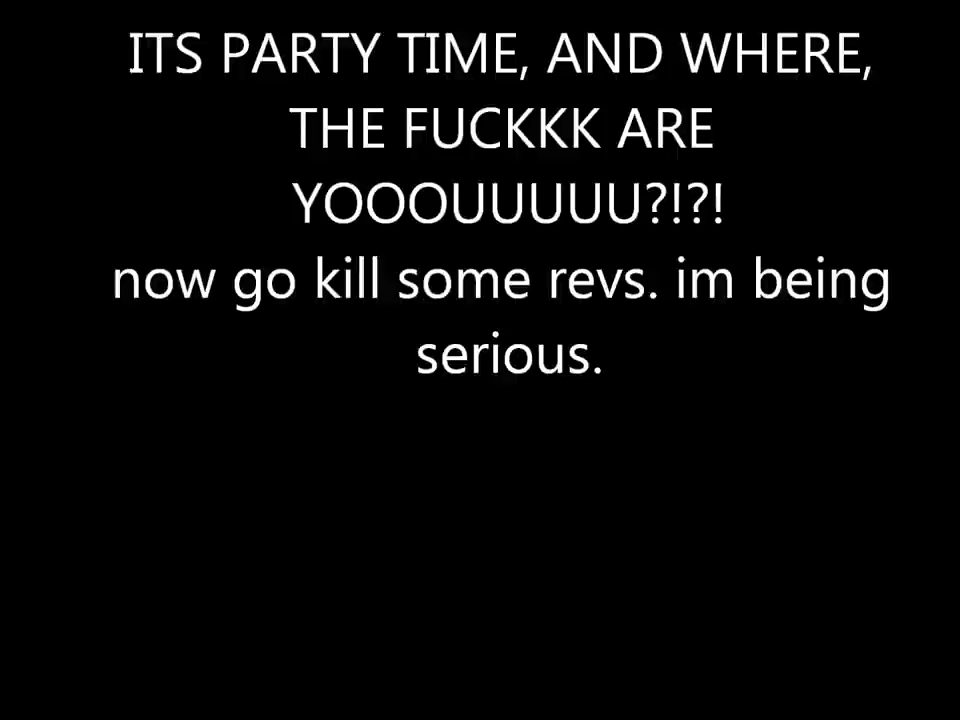 ITS PARTY TIME, AND WHERE,
THE FUCKKK ARE
YOOOUUUUU?!?!
now go kill some revs. im being
serious.